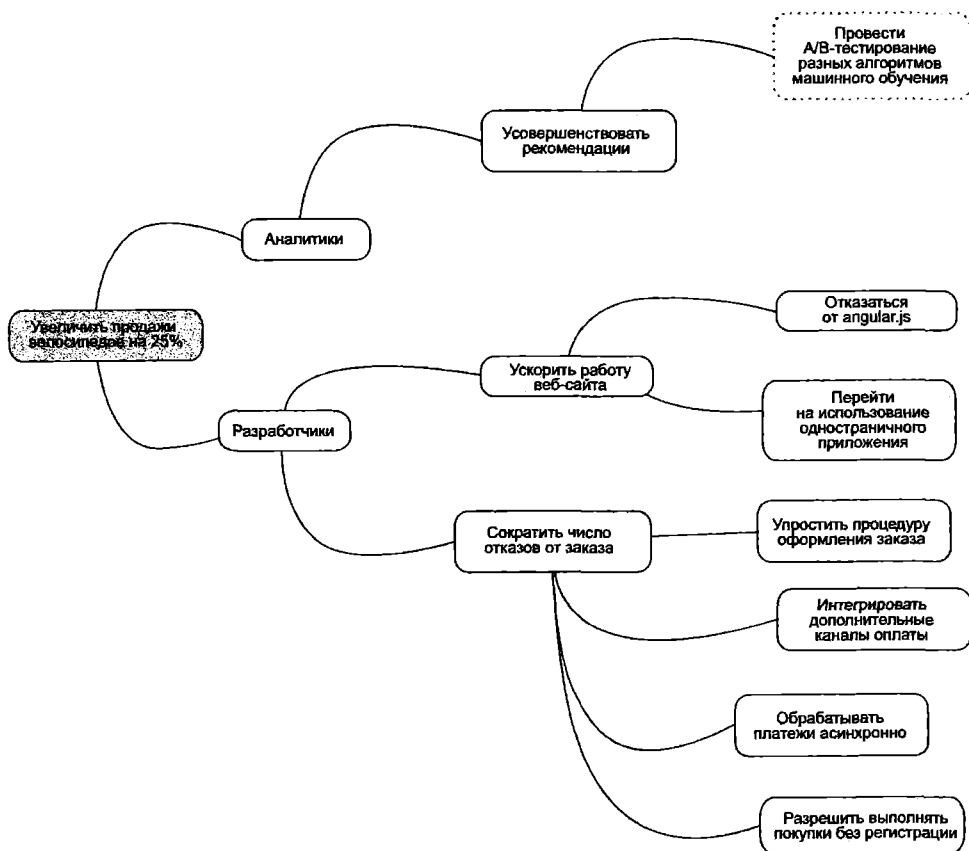 Провести
А/В-тестирование
разных алгоритмов
машинного обучения
Усовершенствовать
рекомендации
Аналитики
Увеличить продажи
велосипедов на 25%
Отказаться
от angular.js
Ускорить работу
веб-сайта
Перейти
на использование
одностраничного
приложения
Разработчики
Сократить число
отказов от заказа
Упростить процедуру
оформления заказа
Интегрировать
дополнительные
каналы оплаты
Обрабатывать
платежи асинхронно
Разрешить выполнять
покупки без регистрации